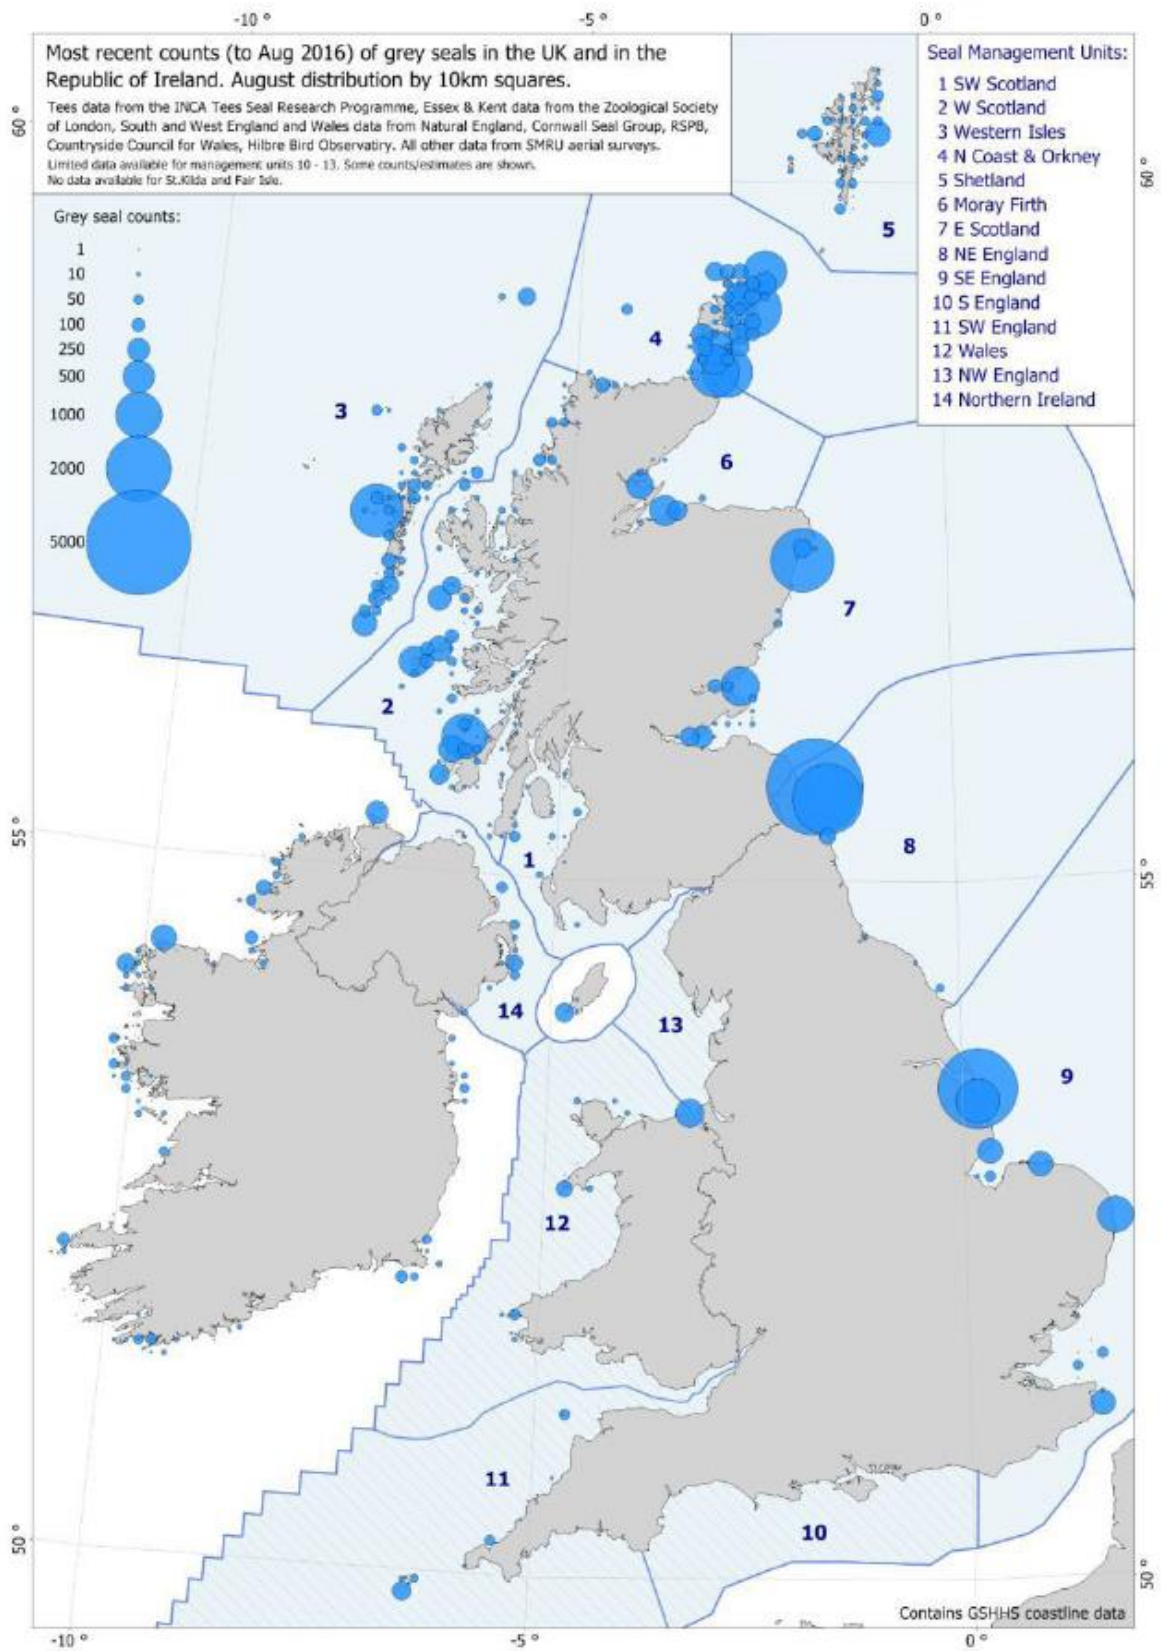 -10 °
-5 °
0 °
Most recent counts (to Aug 2016) of grey seals in the UK and in the
Republic of Ireland. August distribution by 10km squares.
Tees data from the INCA Tees Seal Research Programme, Essex & Kent data from the Zoological Society
of London, South and West England and Wales data from Natural England, Cornwall Seal Group, RSPB,
Countryside Council for Wales, Hilbre Bird Observatiry. All other data from SMRU aerial surveys.
Limited data available for management units 10 - 13. Some counts/estimates are shown.
No data available for St.Kilda and Fair Isle.
Seal Management Units:
1 SW Scotland
2 W Scotland
3 Western Isles
4 N Coast & Orkney
5 Shetland
6 Moray Firth
7 E Scotland
8 NE England
9 SE England
10 S England
11 SW England
12 Wales
13 NW England
14 Northern Ireland
60 °
60 °
Grey seal counts:
1
10
50
100
250
500
1000
2000
5000
5
4
3
6
7
2
55 °
55 °
1
8
14
13
9
12
11
10
50 °
50 °
Contains GSHHS coastline data
-10 °
-5 °
0 °